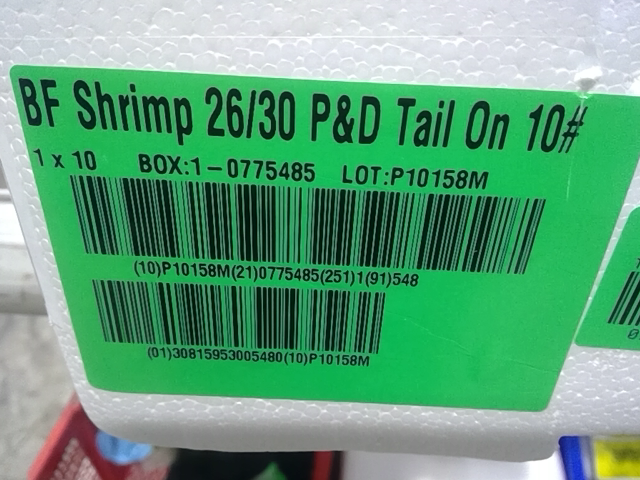 BF Shrimp 26/30 P&D Tail On 10#
1 x 10 BOX:1-0775485 LOT:P10158M
(10)P10158M(21)0775485(251)1(91)548
(01)30815953005480(10)P10158M